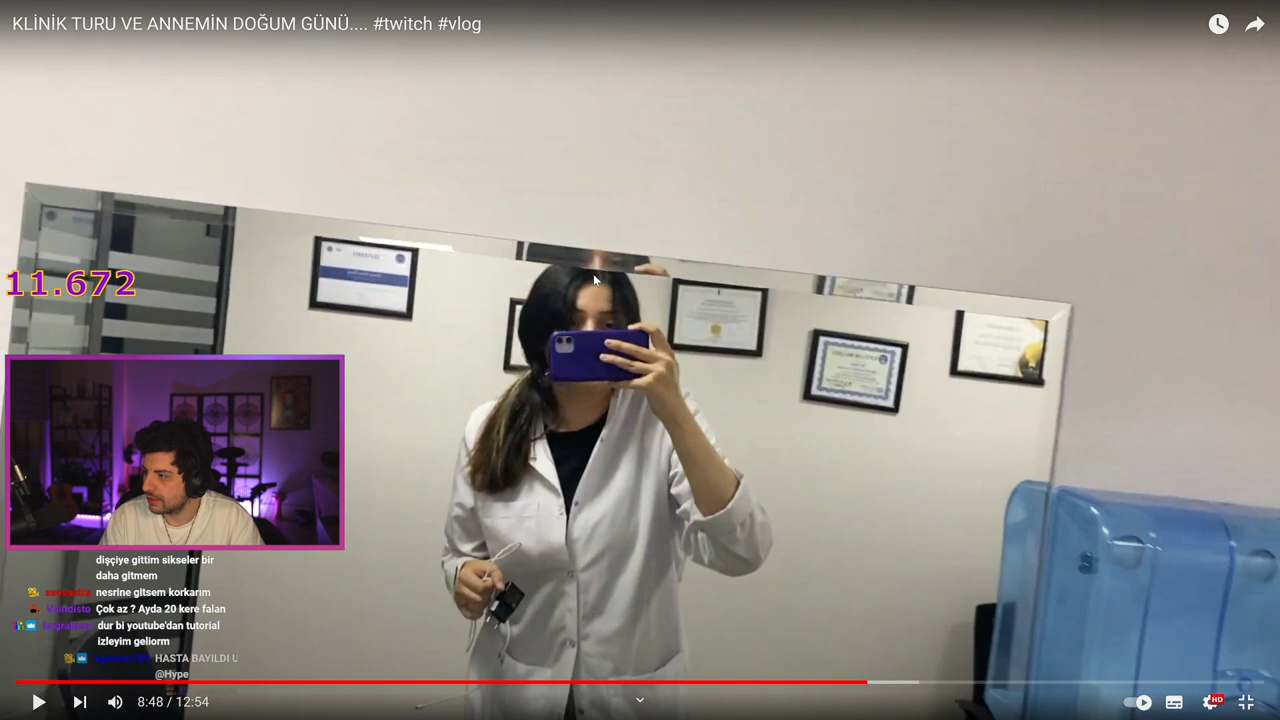 KLİNİK TURU VE ANNEMİN DOĞUM GÜNÜ.... #twitch #vlog
11.672
dişçiye gittim sikseler bir
daha gitmem
nesrine gitsem korkarım
Çok az ? Ayda 20 kere falan
dur bi youtube'dan tutorial
izleyim geliorm
HASTA BAYILDI U
@Hype
8:48 / 12:54
HD